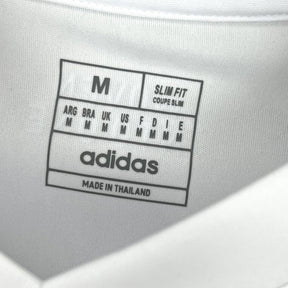 M
SLIM FIT
COUPE SLIM
ARG BRA UK US F D I E
M M M M M M M M
adidas
MADE IN THAILAND